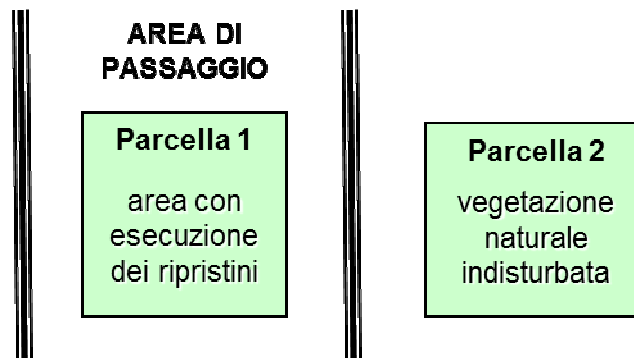 AREA DI
PASSAGGIO
Parcella 1
area con
esecuzione
dei ripristini
Parcella 2
vegetazione
naturale
indisturbata